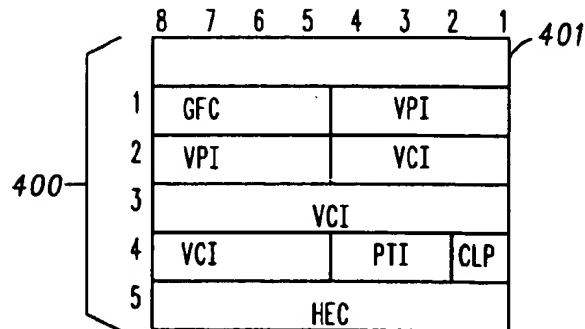 8 7 6 5 4 3 2 1
401
1 GFC VPI
2 VPI VCI
400
3 VCI
4 VCI PTI CLP
5 HEC